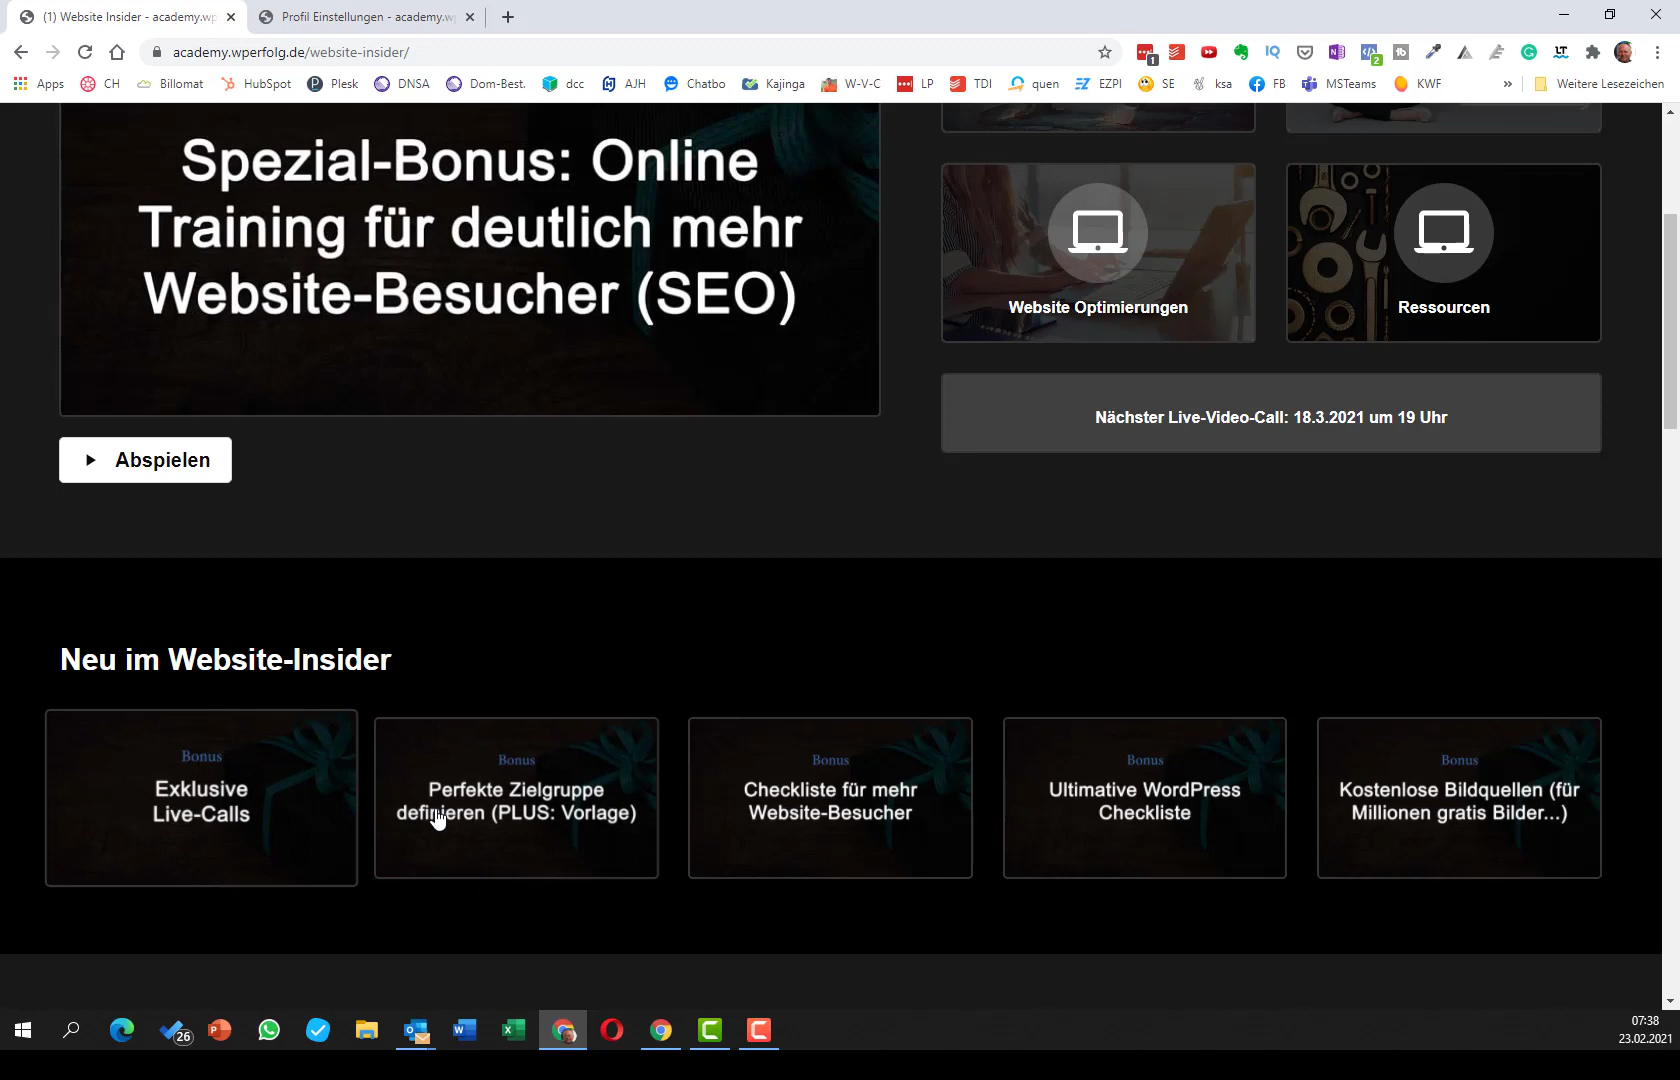 (1) Website Insider - academy.wp
Profil Einstellungen - academy.w
academy.wperfolg.de/website-insider/
1
2
Apps
CH
Billomat
HubSpot
Plesk
DNSA
Dom-Best.
dcc
AJH
Chatbo
Kajinga
W-V-C
LP
TDI
quen
EZPI
SE
ksa
FB
MSTeams
KWF
»
Weitere Lesezeichen
Spezial-Bonus: Online
Training für deutlich mehr
Website-Besucher (SEO)
Abspielen
Website Optimierungen
Ressourcen
Nächster Live-Video-Call: 18.3.2021 um 19 Uhr
Neu im Website-Insider
Bonus
Exklusive
Live-Calls
Bonus
Perfekte Zielgruppe
definieren (PLUS: Vorlage)
Bonus
Checkliste für mehr
Website-Besucher
Bonus
Ultimative WordPress
Checkliste
Bonus
Kostenlose Bildquellen (für
Millionen gratis Bilder...)
26
07:38
23.02.2021